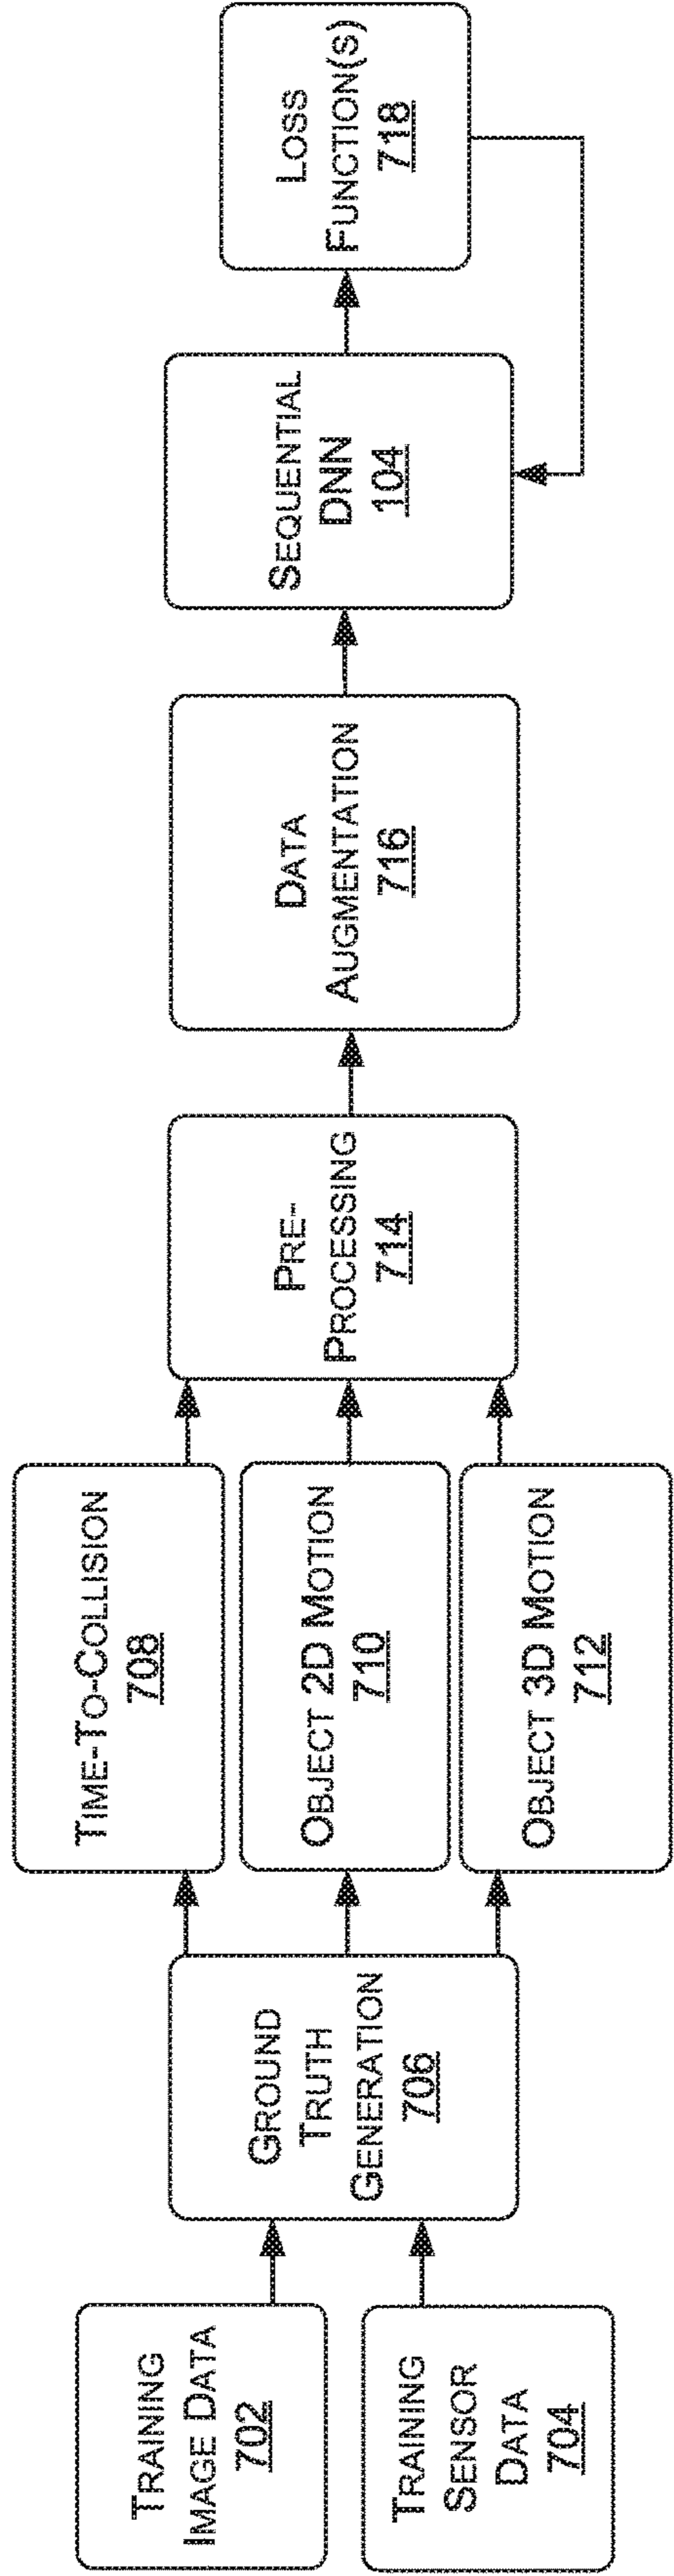 TRAINING
IMAGE DATA
702
TRAINING
SENSOR
DATA
704
GROUND
TRUTH
GENERATION
706
TIME-TO-COLLISION
708
OBJECT 2D MOTION
710
OBJECT 3D MOTION
712
PRE-
PROCESSING
714
DATA
AUGMENTATION
716
SEQUENTIAL
DNN
104
LOSS
FUNCTION(S)
718